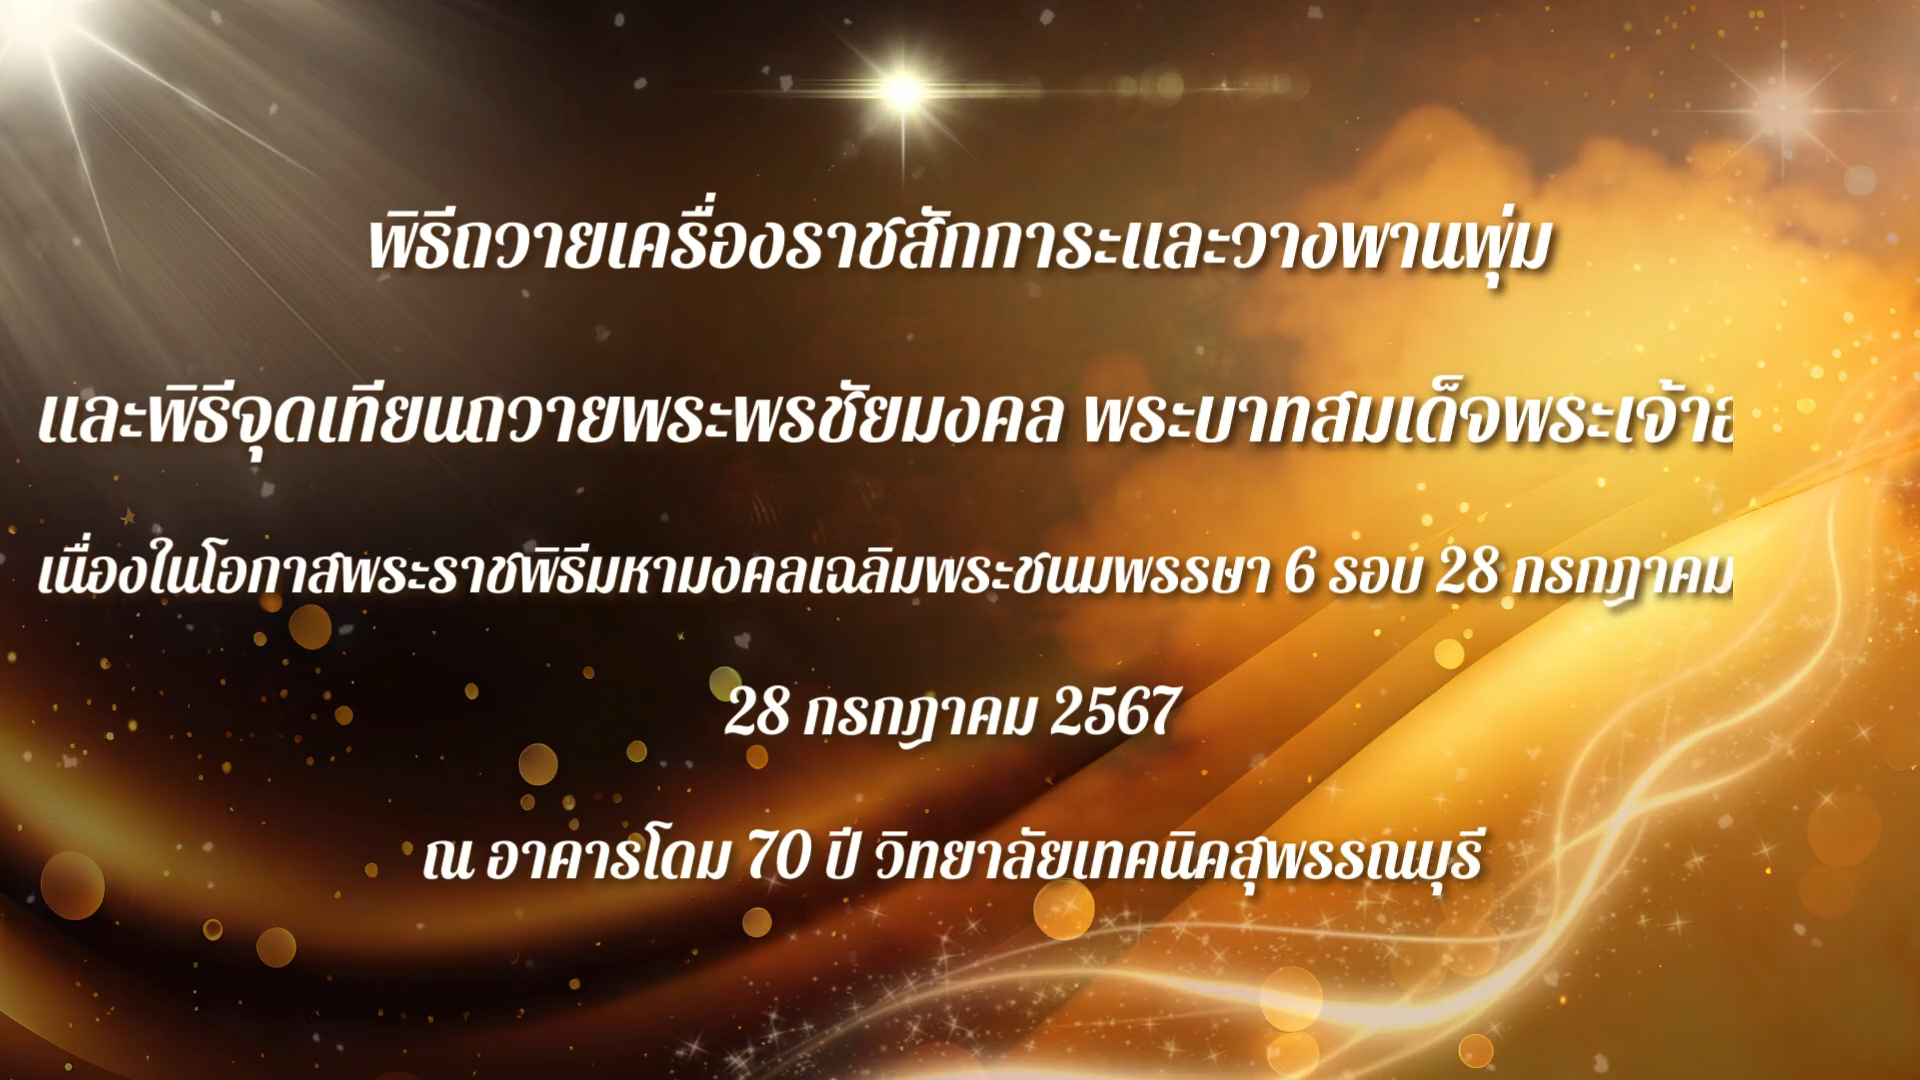 พิธีถวายเครื่องราชสักการะและวางพานพุ่ม
และพิธีจุดเทียนถวายพระพรชัยมงคล พระบาทสมเด็จพระเจ้าอ
เนื่องในโอกาสพระราชพิธีมหามงคลเฉลิมพระชนมพรรษา 6 รอบ 28 กรกฎาคม
28 กรกฎาคม 2567
ณ อาคารโดม 70 ปี วิทยาลัยเทคนิคสุพรรณบุรี